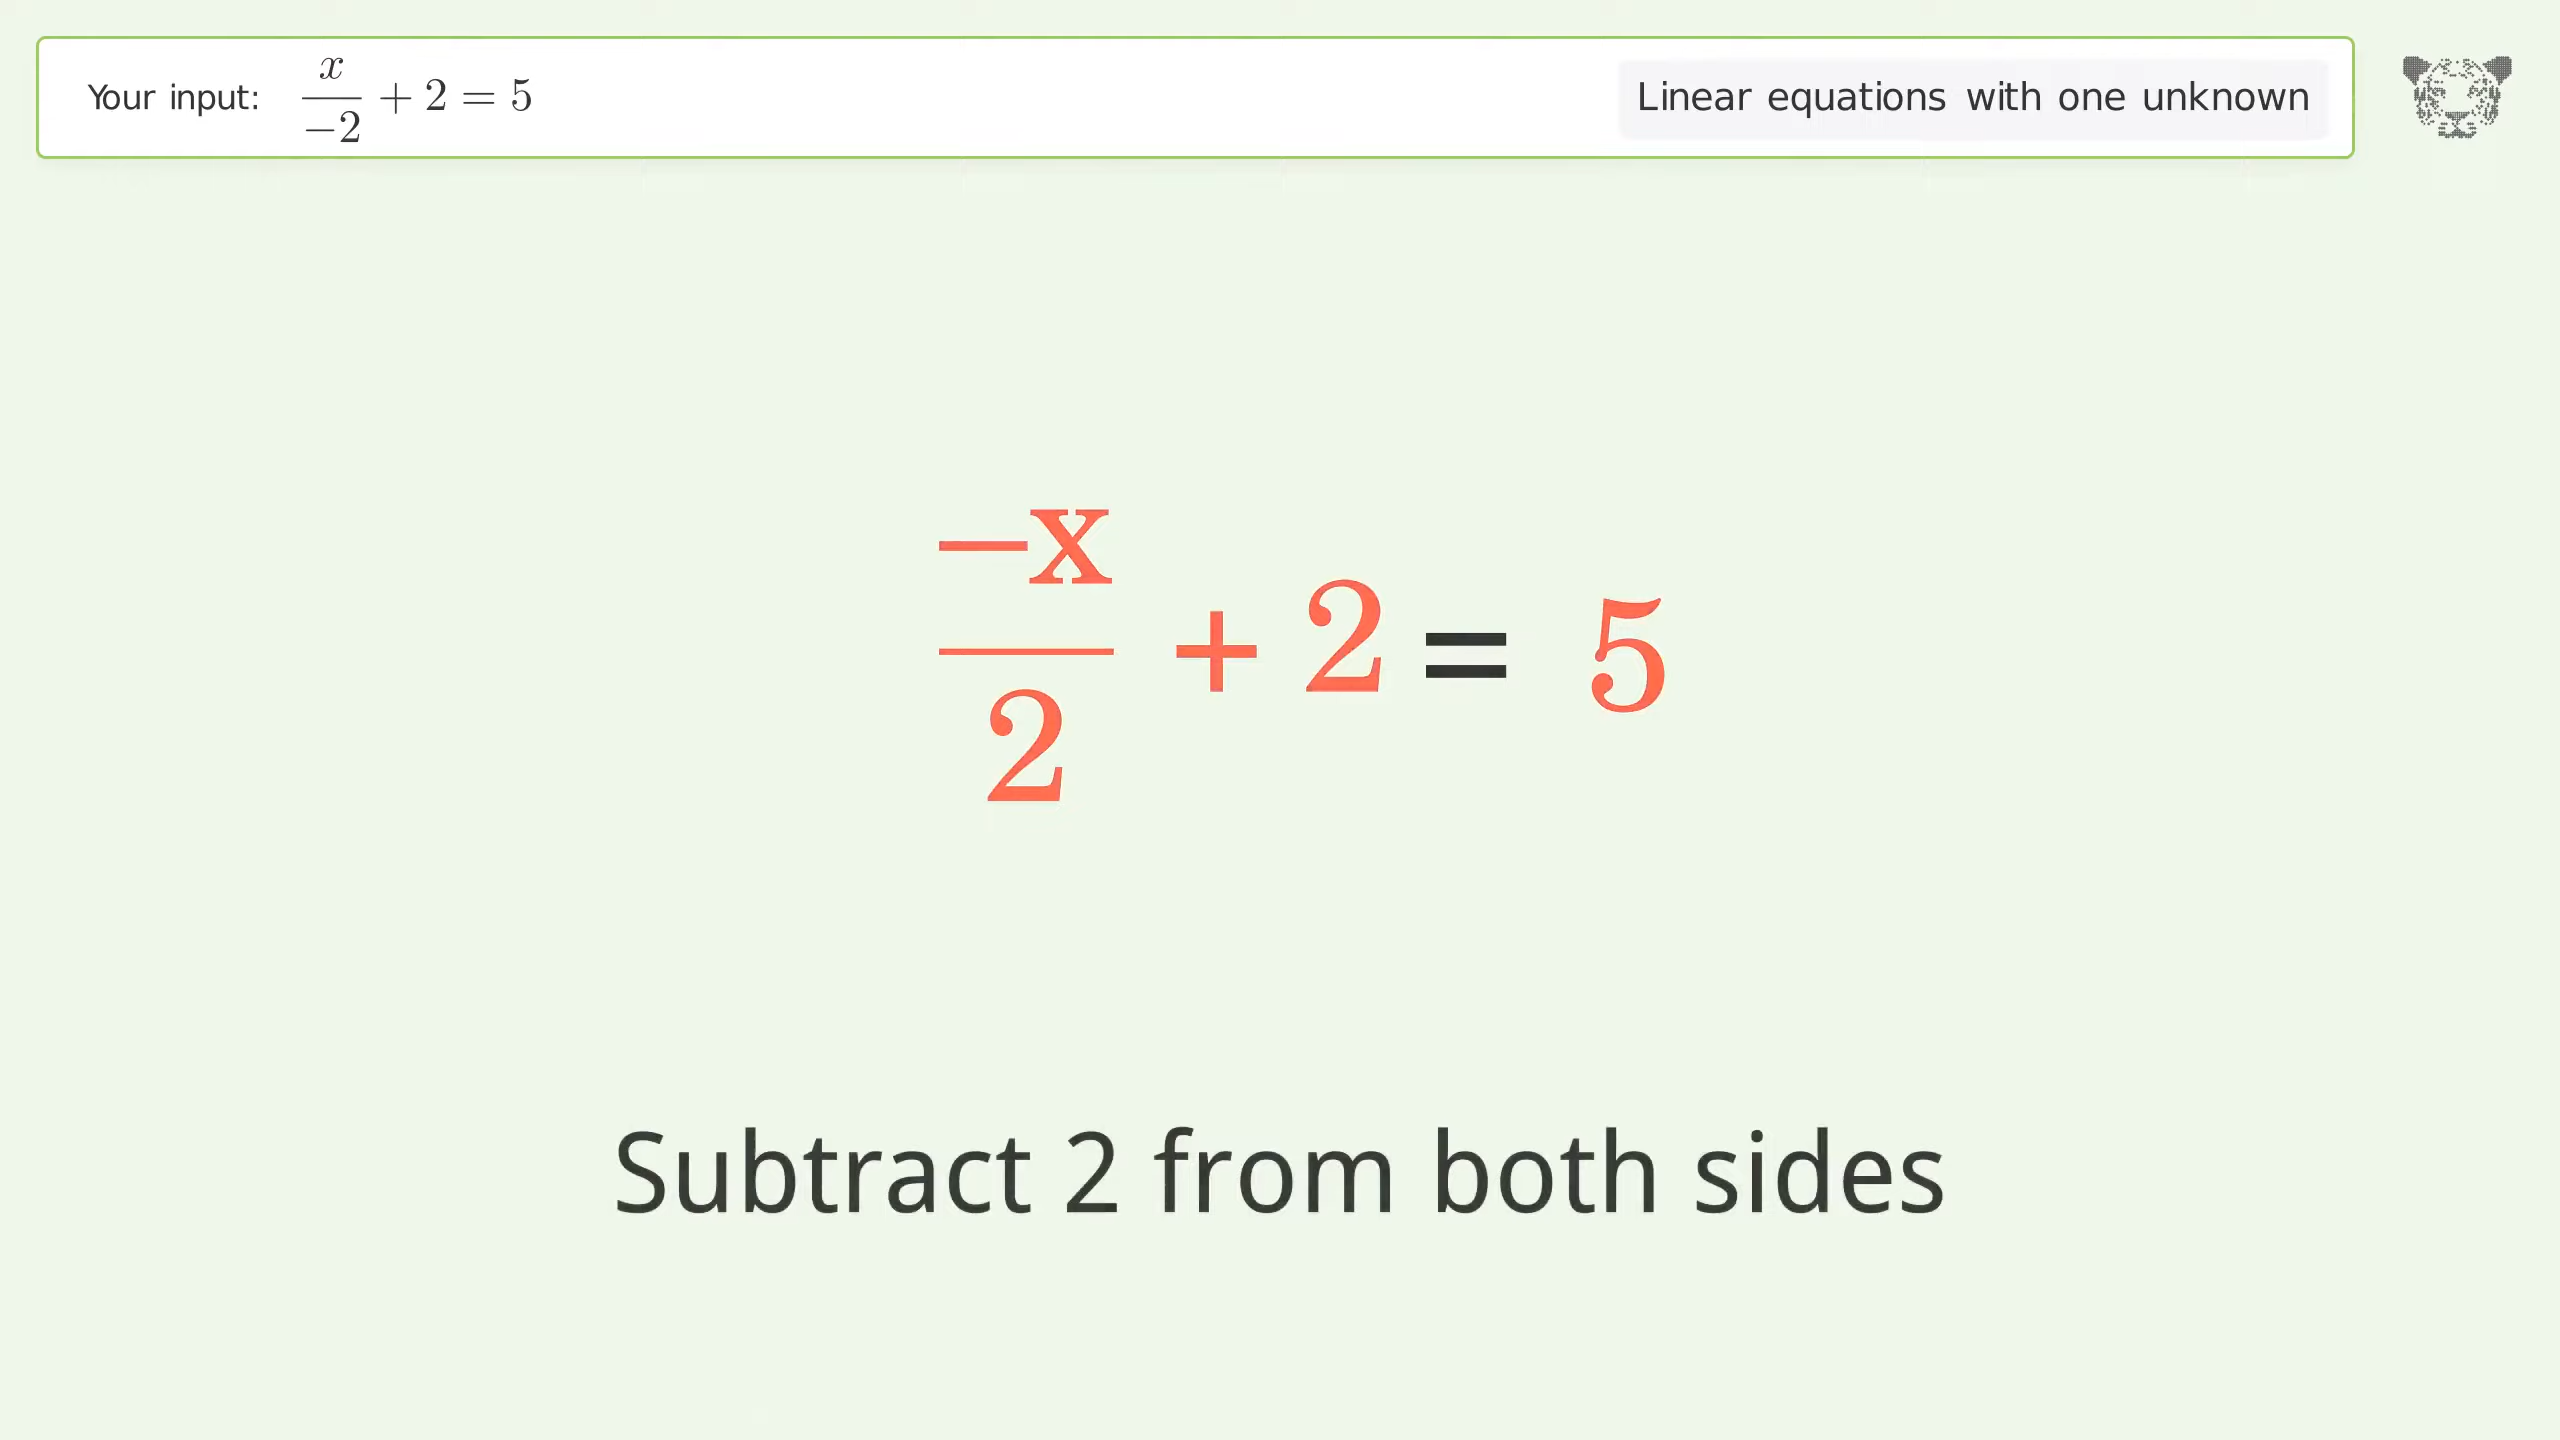 Your input: x/−2 + 2 = 5
Linear equations with one unknown
−x/2 + 2 = 5
Subtract 2 from both sides